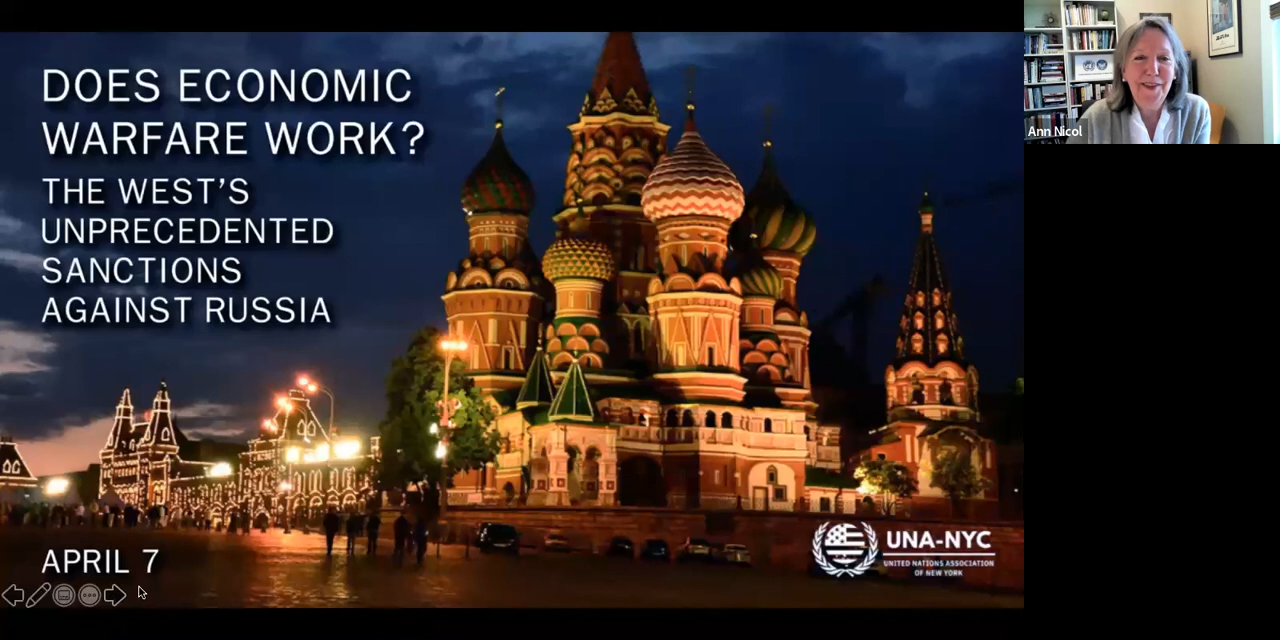 DOES ECONOMIC
WARFARE WORK?
THE WEST'S
UNPRECEDENTED
SANCTIONS
AGAINST RUSSIA
APRIL 7
UNA-NYC
UNITED NATIONS ASSOCIATION
OF NEW YORK
Ann Nicol